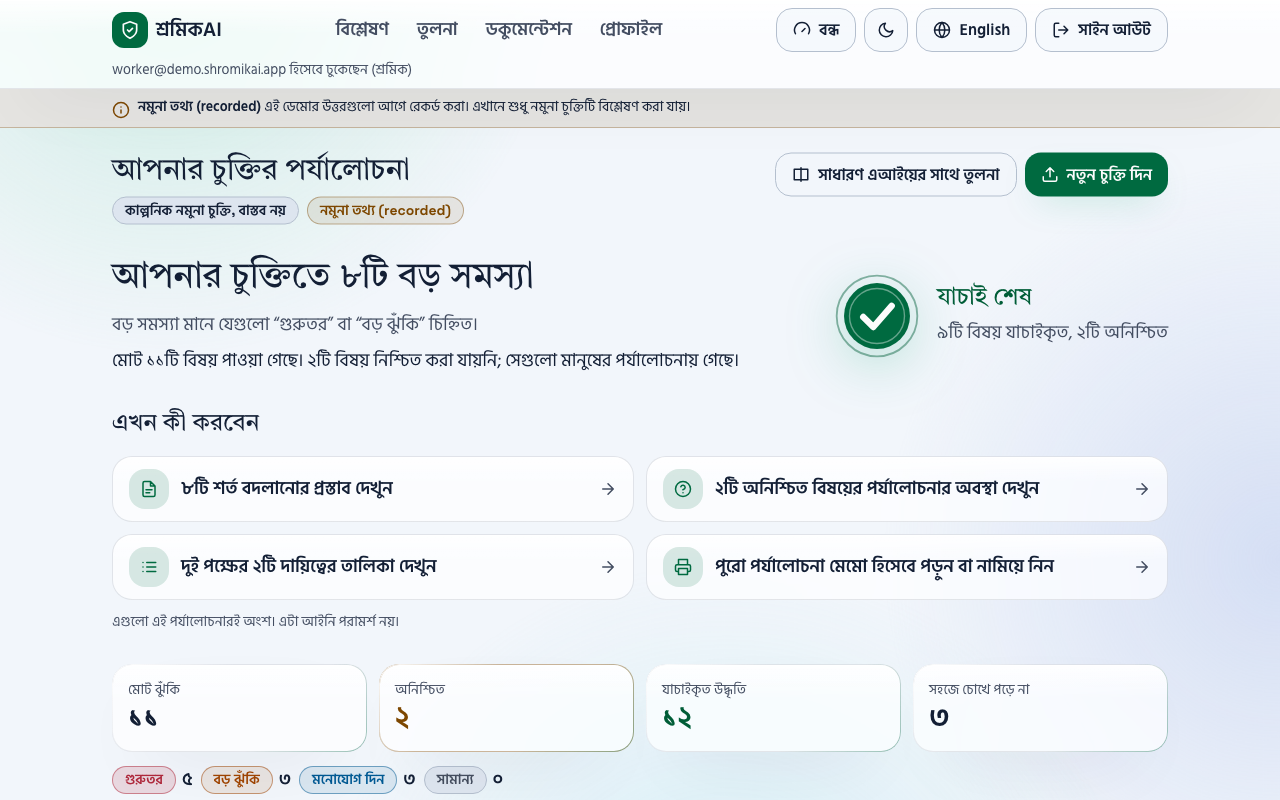 শ্রমিকAI
বিশ্লেষণ তুলনা ডকুমেন্টেশন প্রোফাইল
বন্ধ
English
সাইন আউট
worker@demo.shromikai.app হিসেবে ঢুকেছেন (শ্রমিক)
নমুনা তথ্য (recorded) এই ডেমোর উত্তরগুলো আগে রেকর্ড করা। এখানে শুধু নমুনা চুক্তিটি বিশ্লেষণ করা যায়।
আপনার চুক্তির পর্যালোচনা
সাধারণ এআইয়ের সাথে তুলনা
নতুন চুক্তি দিন
কাল্পনিক নমুনা চুক্তি, বাস্তব নয়
নমুনা তথ্য (recorded)
আপনার চুক্তিতে ৮টি বড় সমস্যা
বড় সমস্যা মানে যেগুলো “গুরুতর” বা “বড় ঝুঁকি” চিহ্নিত।
মোট ১১টি বিষয় পাওয়া গেছে। ২টি বিষয় নিশ্চিত করা যায়নি; সেগুলো মানুষের পর্যালোচনায় গেছে।
যাচাই শেষ
৯টি বিষয় যাচাইকৃত, ২টি অনিশ্চিত
এখন কী করবেন
৮টি শর্ত বদলানোর প্রস্তাব দেখুন
২টি অনিশ্চিত বিষয়ের পর্যালোচনার অবস্থা দেখুন
দুই পক্ষের ২টি দায়িত্বের তালিকা দেখুন
পুরো পর্যালোচনা মেমো হিসেবে পড়ুন বা নামিয়ে নিন
এগুলো এই পর্যালোচনারই অংশ। এটা আইনি পরামর্শ নয়।
মোট ঝুঁকি
১১
অনিশ্চিত
২
যাচাইকৃত উদ্ধৃতি
১২
সহজে চোখে পড়ে না
৩
গুরুতর ৫ বড় ঝুঁকি ৩ মনোযোগ দিন ৩ সামান্য ০